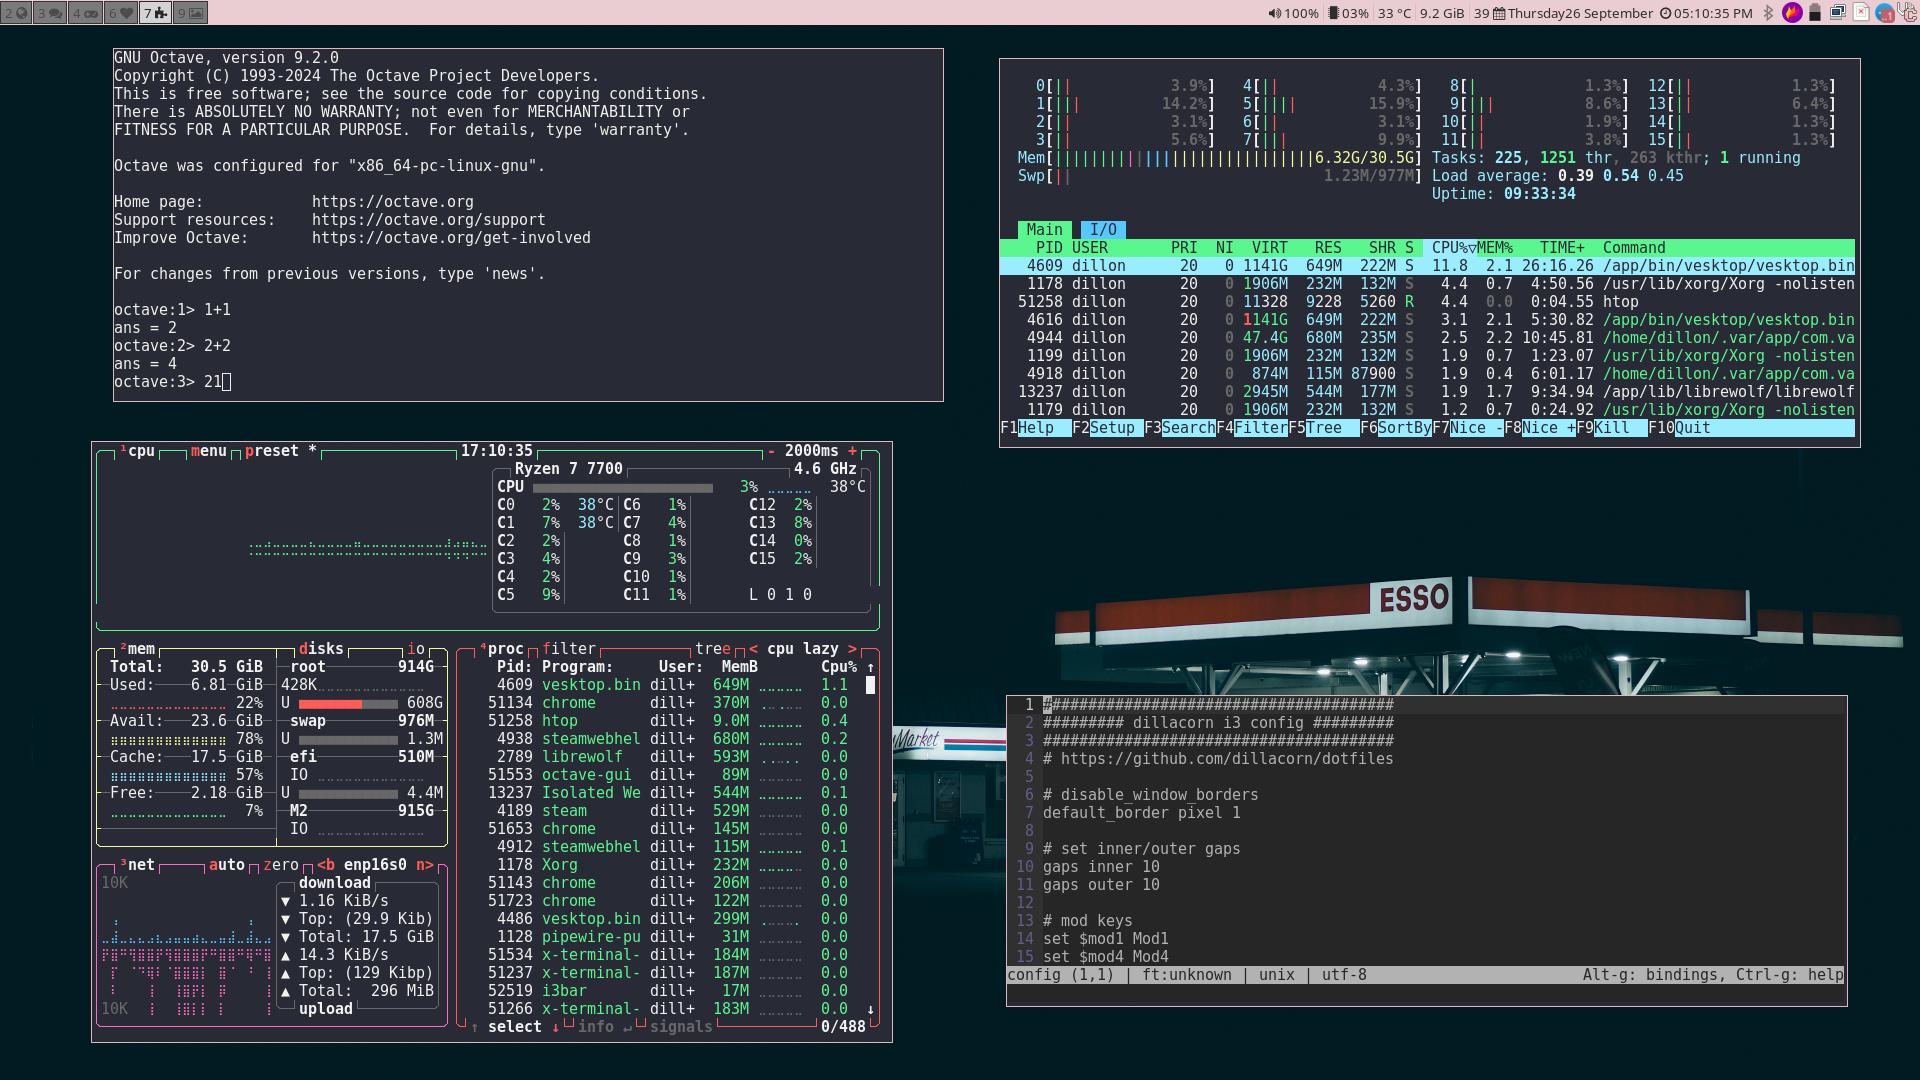 2 3 4 6 7 9
100% 03% 33 °C 9.2 GiB 39 Thursday26 September 05:10:35 PM
GNU Octave, version 9.2.0
Copyright (C) 1993-2024 The Octave Project Developers.
This is free software; see the source code for copying conditions.
There is ABSOLUTELY NO WARRANTY; not even for MERCHANTABILITY or
FITNESS FOR A PARTICULAR PURPOSE.  For details, type 'warranty'.
Octave was configured for "x86_64-pc-linux-gnu".
Home page:            https://octave.org
Support resources:    https://octave.org/support
Improve Octave:       https://octave.org/get-involved
For changes from previous versions, type 'news'.
octave:1> 1+1
ans = 2
octave:2> 2+2
ans = 4
octave:3> 21
0[|| 3.9%] 4[|| 4.3%] 8[| 1.3%] 12[|| 1.3%]
1[||| 14.2%] 5[|||| 15.9%] 9[||| 8.6%] 13[|| 6.4%]
2[|| 3.1%] 6[|| 3.1%] 10[|| 1.9%] 14[| 1.3%]
3[|| 5.6%] 7[||| 9.9%] 11[|| 3.8%] 15[|| 1.3%]
Mem[|||||||||||||||||||||||||||||6.32G/30.5G] Tasks: 225, 1251 thr, 263 kthr; 1 running
Swp[|| 1.23M/977M] Load average: 0.39 0.54 0.45
Uptime: 09:33:34
Main I/O
PID USER PRI NI VIRT RES SHR S CPU%▽MEM% TIME+ Command
4609 dillon 20 0 1141G 649M 222M S 11.8 2.1 26:16.26 /app/bin/vesktop/vesktop.bin
1178 dillon 20 0 1906M 232M 132M S 4.4 0.7 4:50.56 /usr/lib/xorg/Xorg -nolisten
51258 dillon 20 0 11328 9228 5260 R 4.4 0.0 0:04.55 htop
4616 dillon 20 0 1141G 649M 222M S 3.1 2.1 5:30.82 /app/bin/vesktop/vesktop.bin
4944 dillon 20 0 47.4G 680M 235M S 2.5 2.2 10:45.81 /home/dillon/.var/app/com.va
1199 dillon 20 0 1906M 232M 132M S 1.9 0.7 1:23.07 /usr/lib/xorg/Xorg -nolisten
4918 dillon 20 0 874M 115M 87900 S 1.9 0.4 6:01.17 /home/dillon/.var/app/com.va
13237 dillon 20 0 2945M 544M 177M S 1.9 1.7 9:34.94 /app/lib/librewolf/librewolf
1179 dillon 20 0 1906M 232M 132M S 1.2 0.7 0:24.92 /usr/lib/xorg/Xorg -nolisten
F1Help F2Setup F3SearchF4FilterF5Tree F6SortByF7Nice -F8Nice +F9Kill F10Quit
¹cpu menu preset * 17:10:35 - 2000ms +
Ryzen 7 7700 4.6 GHz
CPU 3% 38°C
C0 2% 38°C C6 1% C12 2%
C1 7% 38°C C7 4% C13 8%
C2 2% C8 1% C14 0%
C3 4% C9 3% C15 2%
C4 2% C10 1%
C5 9% C11 1% L 0 1 0
²mem disks io
Total: 30.5 GiB root 914G
Used: 6.81 GiB 428K
22% U 608G
Avail: 23.6 GiB swap 976M
78% U 1.3M
Cache: 17.5 GiB efi 510M
57% IO
Free: 2.18 GiB U 4.4M
7% M2 915G
IO
³net auto zero <b enp16s0 n>
10K download
▼ 1.16 KiB/s
▼ Top: (29.9 Kib)
▼ Total: 17.5 GiB
▲ 14.3 KiB/s
▲ Top: (129 Kibp)
▲ Total: 296 MiB
10K upload
⁴proc filter tree < cpu lazy >
Pid: Program: User: MemB Cpu% ↑
4609 vesktop.bin dill+ 649M 1.1
51134 chrome dill+ 370M 0.0
51258 htop dill+ 9.0M 0.4
4938 steamwebhel dill+ 680M 0.2
2789 librewolf dill+ 593M 0.0
51553 octave-gui dill+ 89M 0.0
13237 Isolated We dill+ 544M 0.1
4189 steam dill+ 529M 0.0
51653 chrome dill+ 145M 0.0
4912 steamwebhel dill+ 115M 0.1
1178 Xorg dill+ 232M 0.0
51143 chrome dill+ 206M 0.0
51723 chrome dill+ 122M 0.0
4486 vesktop.bin dill+ 299M 0.0
1128 pipewire-pu dill+ 31M 0.0
51534 x-terminal- dill+ 184M 0.0
51237 x-terminal- dill+ 187M 0.0
52519 i3bar dill+ 17M 0.0
51266 x-terminal- dill+ 183M 0.0 ↓
↑ select ↓ info ↵ signals 0/488
ESSO
Market
1 #######################################
2 ######### dillacorn i3 config #########
3 #######################################
4 # https://github.com/dillacorn/dotfiles
5
6 # disable_window_borders
7 default_border pixel 1
8
9 # set inner/outer gaps
10 gaps inner 10
11 gaps outer 10
12
13 # mod keys
14 set $mod1 Mod1
15 set $mod4 Mod4
config (1,1) | ft:unknown | unix | utf-8 Alt-g: bindings, Ctrl-g: help